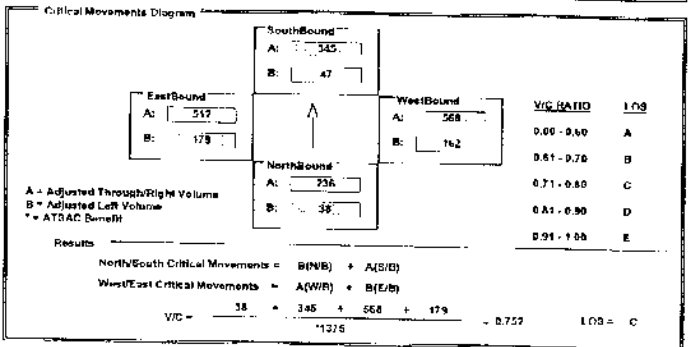 Critical Movements Diagram
SouthBound
A: 345
B: 47
EastBound
A: 517
B: 179
WestBound
A: 568
B: 162
NorthBound
A: 236
B: 38
V/C RATIO LOS
0.00 - 0.60 A
0.61 - 0.70 B
0.71 - 0.80 C
0.81 - 0.90 D
0.91 - 1.00 E
A = Adjusted Through/Right Volume
B = Adjusted Left Volume
* = ATSAC Benefit
Results
North/South Critical Movements = B(N/B) + A(S/B)
West/East Critical Movements = A(W/B) + B(E/B)
V/C = 38 + 345 + 568 + 179 = 0.752 LOS = C
*1375